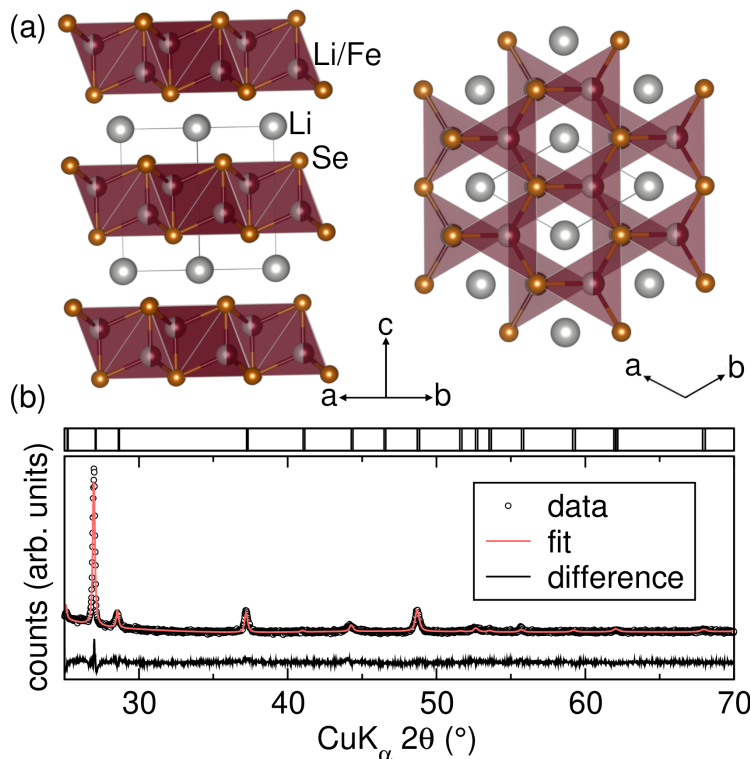 (a)
Li/Fe
Li
Se
c
a b
a b
(b)
counts (arb. units)
data
fit
difference
30 40 50 60 70
CuKα 2θ (°)